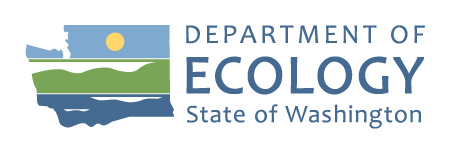 DEPARTMENT OF
ECOLOGY
State of Washington